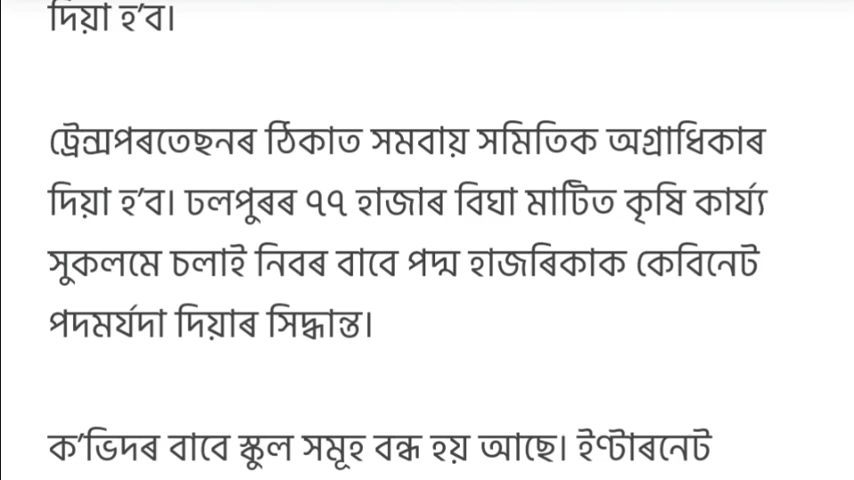 দিয়া হ’ব।
ট্ৰেন্সপৰতেছনৰ ঠিকাত সমবায় সমিতিক অগ্ৰাধিকাৰ
দিয়া হ’ব। ঢলপুৰৰ ৭৭ হাজাৰ বিঘা মাটিত কৃষি কাৰ্য্য
সুকলমে চলাই নিবৰ বাবে পদ্ম হাজৰিকাক কেবিনেট
পদমৰ্যদা দিয়াৰ সিদ্ধান্ত।
ক’ভিদৰ বাবে স্কুল সমূহ বন্ধ হয় আছে। ইণ্টাৰনেট